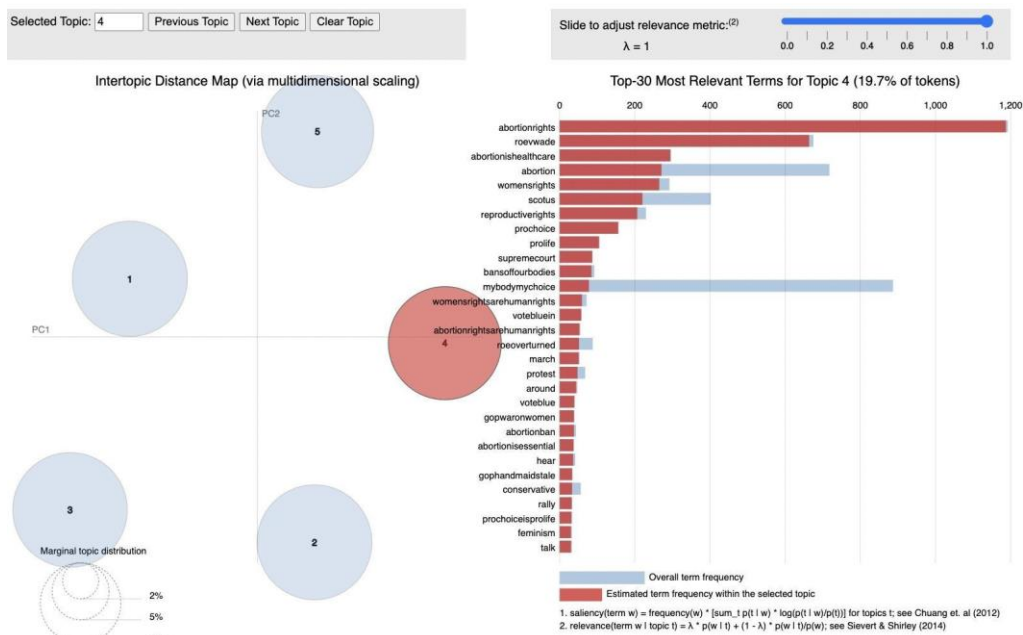 Selected Topic: 4 Previous Topic Next Topic Clear Topic
Slide to adjust relevance metric:(2)
λ = 1
0.0 0.2 0.4 0.6 0.8 1.0
Intertopic Distance Map (via multidimensional scaling)
PC2
5
1
PC1
4
3
2
Marginal topic distribution
2%
5%
Top-30 Most Relevant Terms for Topic 4 (19.7% of tokens)
0 200 400 600 800 1,000 1,200
abortionrights
roevwade
abortionishealthcare
abortion
womensrights
scotus
reproductiverights
prochoice
prolife
supremecourt
bansoffourbodies
mybodymychoice
womensrightsarehumanrights
votebluein
abortionrightsarehumanrights
roeoverturned
march
protest
around
voteblue
gopwaronwomen
abortionban
abortionisessential
hear
gophandmaidstale
conservative
rally
prochoiceisprolife
feminism
talk
Overall term frequency
Estimated term frequency within the selected topic
1. saliency(term w) = frequency(w) * [sum_t p(t | w) * log(p(t | w)/p(t))] for topics t; see Chuang et. al (2012)
2. relevance(term w | topic t) = λ * p(w | t) + (1 - λ) * p(w | t)/p(w); see Sievert & Shirley (2014)